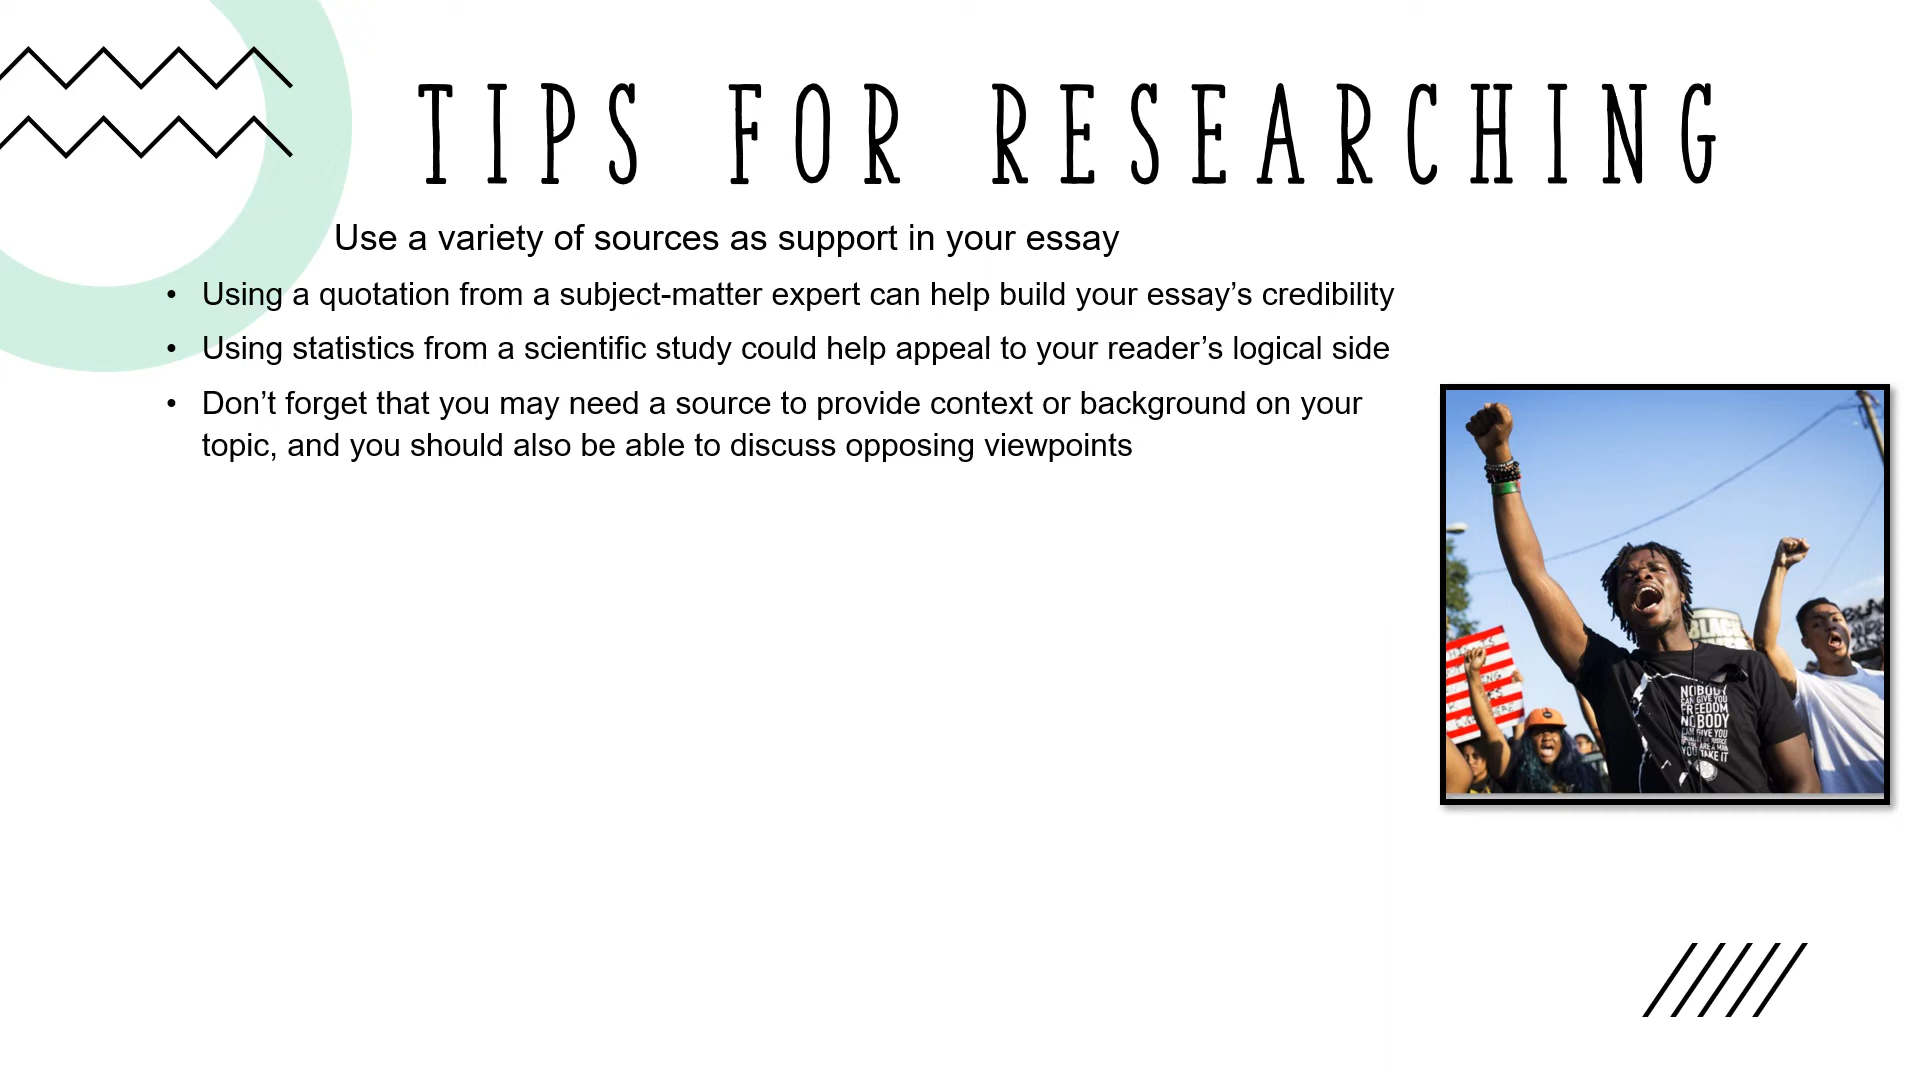 TIPS FOR RESEARCHING
Use a variety of sources as support in your essay
• Using a quotation from a subject-matter expert can help build your essay’s credibility
• Using statistics from a scientific study could help appeal to your reader’s logical side
• Don’t forget that you may need a source to provide context or background on your
topic, and you should also be able to discuss opposing viewpoints
BLACK
NOBODY
CAN GIVE YOU
FREEDOM
NOBODY
CAN GIVE YOU
YOU TAKE IT